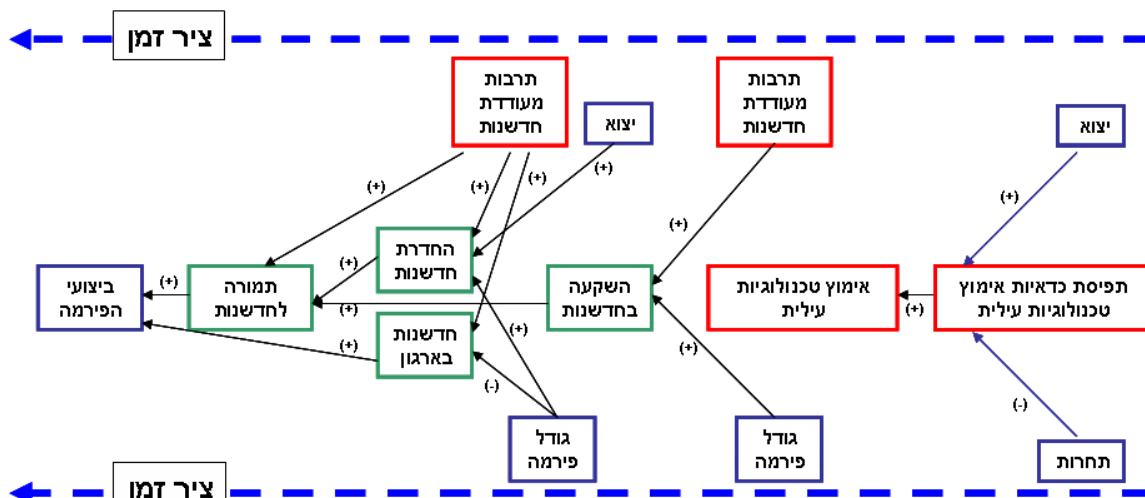 ציר זמן
תרבות
מעודדת
חדשנות
יצוא
תרבות
מעודדת
חדשנות
יצוא
(+)
(+)
(+)
(+)
(+)
(+)
תפיסת כדאיות אימוץ
טכנולוגיות עילית
(+)
אימוץ טכנולוגיות
עילית
השקעה
בחדשנות
החדרת
חדשנות
(+)
חדשנות
בארגון
(+)
תמורה
לחדשנות
(+)
ביצועי
הפירמה
(+)
(+)
(+)
(-)
(-)
תחרות
גודל
פירמה
גודל
פירמה
ציר זמן